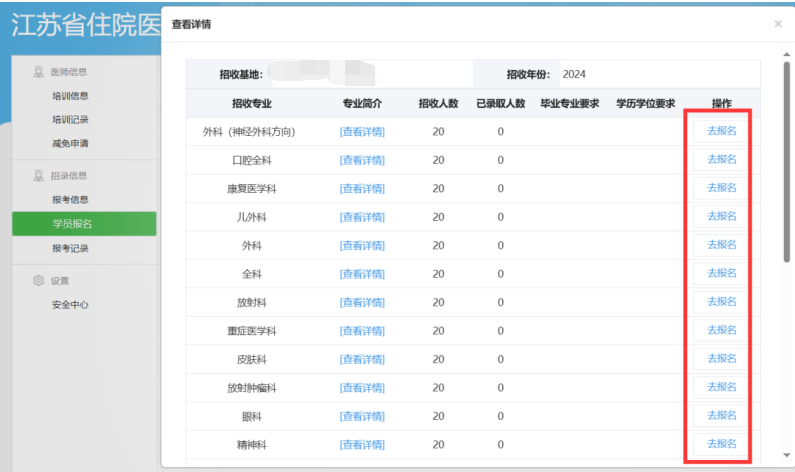 江苏省住院医
医师信息
培训信息
培训记录
减免申请
招录信息
报考信息
学员报名
报考记录
设置
安全中心
查看详情 ×
招收基地： 招收年份： 2024
招收专业 专业简介 招收人数 已录取人数 毕业专业要求 学历学位要求 操作
外科（神经外科方向） [查看详情] 20 0 去报名
口腔全科 [查看详情] 20 0 去报名
康复医学科 [查看详情] 20 0 去报名
儿外科 [查看详情] 20 0 去报名
外科 [查看详情] 20 0 去报名
全科 [查看详情] 20 0 去报名
放射科 [查看详情] 20 0 去报名
重症医学科 [查看详情] 20 0 去报名
皮肤科 [查看详情] 20 0 去报名
放射肿瘤科 [查看详情] 20 0 去报名
眼科 [查看详情] 20 0 去报名
精神科 [查看详情] 20 0 去报名